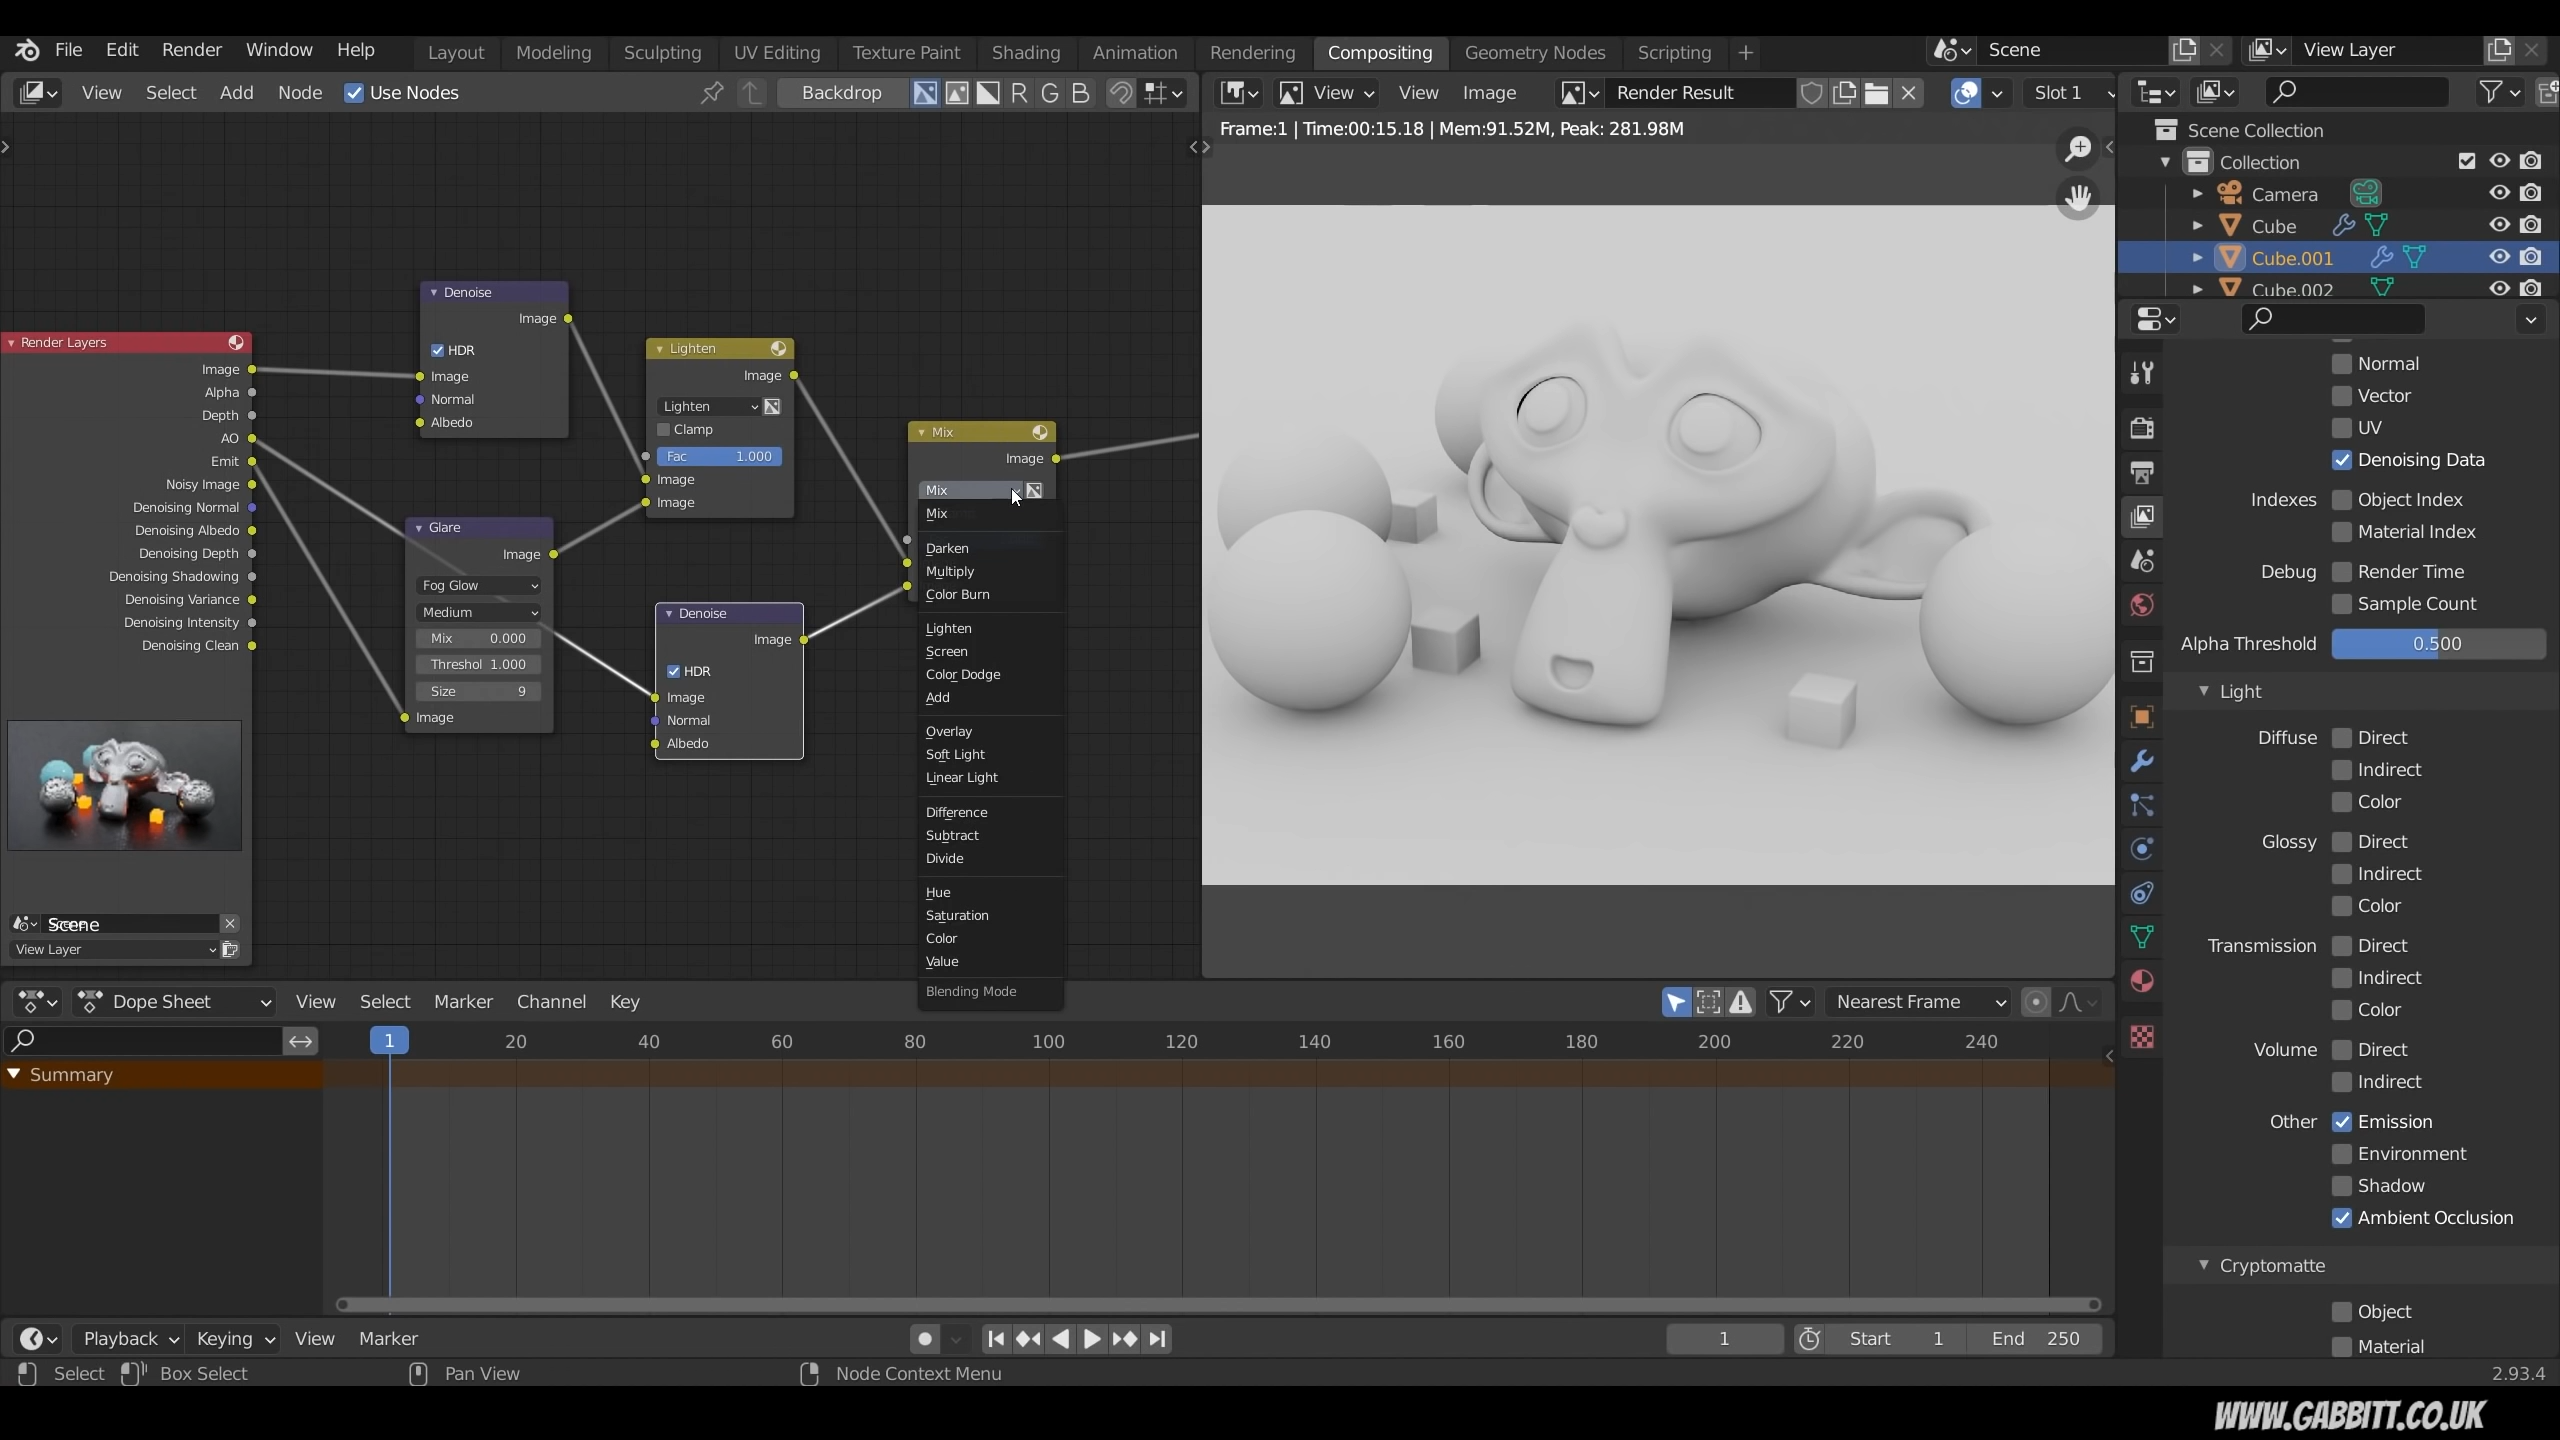 File Edit Render Window Help
Layout Modeling Sculpting UV Editing Texture Paint Shading Animation Rendering Compositing Geometry Nodes Scripting +
Scene
View Layer
View Select Add Node Use Nodes
Backdrop R G B
View View Image Render Result Slot 1
Frame:1 | Time:00:15.18 | Mem:91.52M, Peak: 281.98M
Render Layers
Image
Alpha
Depth
AO
Emit
Noisy Image
Denoising Normal
Denoising Albedo
Denoising Depth
Denoising Shadowing
Denoising Variance
Denoising Intensity
Denoising Clean
Scene
View Layer
Denoise
Image
HDR
Image
Normal
Albedo
Glare
Image
Fog Glow
Medium
Mix 0.000
Threshol 1.000
Size 9
Image
Lighten
Image
Lighten
Clamp
Fac 1.000
Image
Image
Denoise
Image
HDR
Image
Normal
Albedo
Mix
Image
Mix
Mix
Darken
Multiply
Color Burn
Lighten
Screen
Color Dodge
Add
Overlay
Soft Light
Linear Light
Difference
Subtract
Divide
Hue
Saturation
Color
Value
Blending Mode
Scene Collection
Collection
Camera
Cube
Cube.001
Cube.002
Normal
Vector
UV
Denoising Data
Indexes Object Index
Material Index
Debug Render Time
Sample Count
Alpha Threshold 0.500
Light
Diffuse Direct
Indirect
Color
Glossy Direct
Indirect
Color
Transmission Direct
Indirect
Color
Volume Direct
Indirect
Other Emission
Environment
Shadow
Ambient Occlusion
Cryptomatte
Object
Material
Dope Sheet View Select Marker Channel Key
Nearest Frame
1 20 40 60 80 100 120 140 160 180 200 220 240
Summary
Playback Keying View Marker
1 Start 1 End 250
Select Box Select Pan View Node Context Menu
2.93.4
WWW.GABBITT.CO.UK